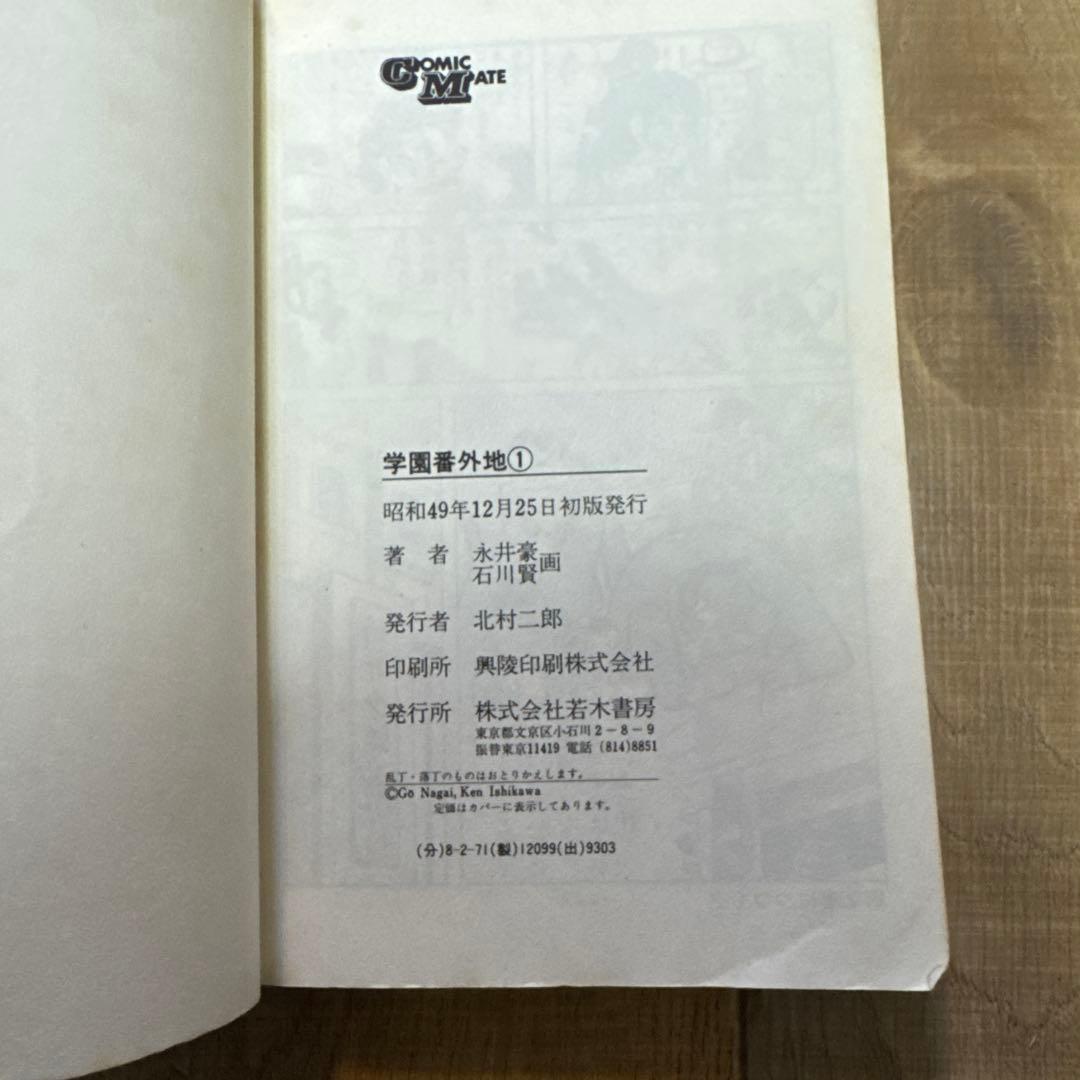 COMIC MATE
学園番外地①
昭和49年12月25日初版発行
著　者　永井豪
石川賢画
発行者　北村二郎
印刷所　興陵印刷株式会社
発行所　株式会社若木書房
東京都文京区小石川2－8－9
振替東京11419 電話 (814)8851
乱丁・落丁のものはおとりかえします。
©Gō Nagai, Ken Ishikawa
定価はカバーに表示してあります。
(分)8-2-71(製)12099(出)9303